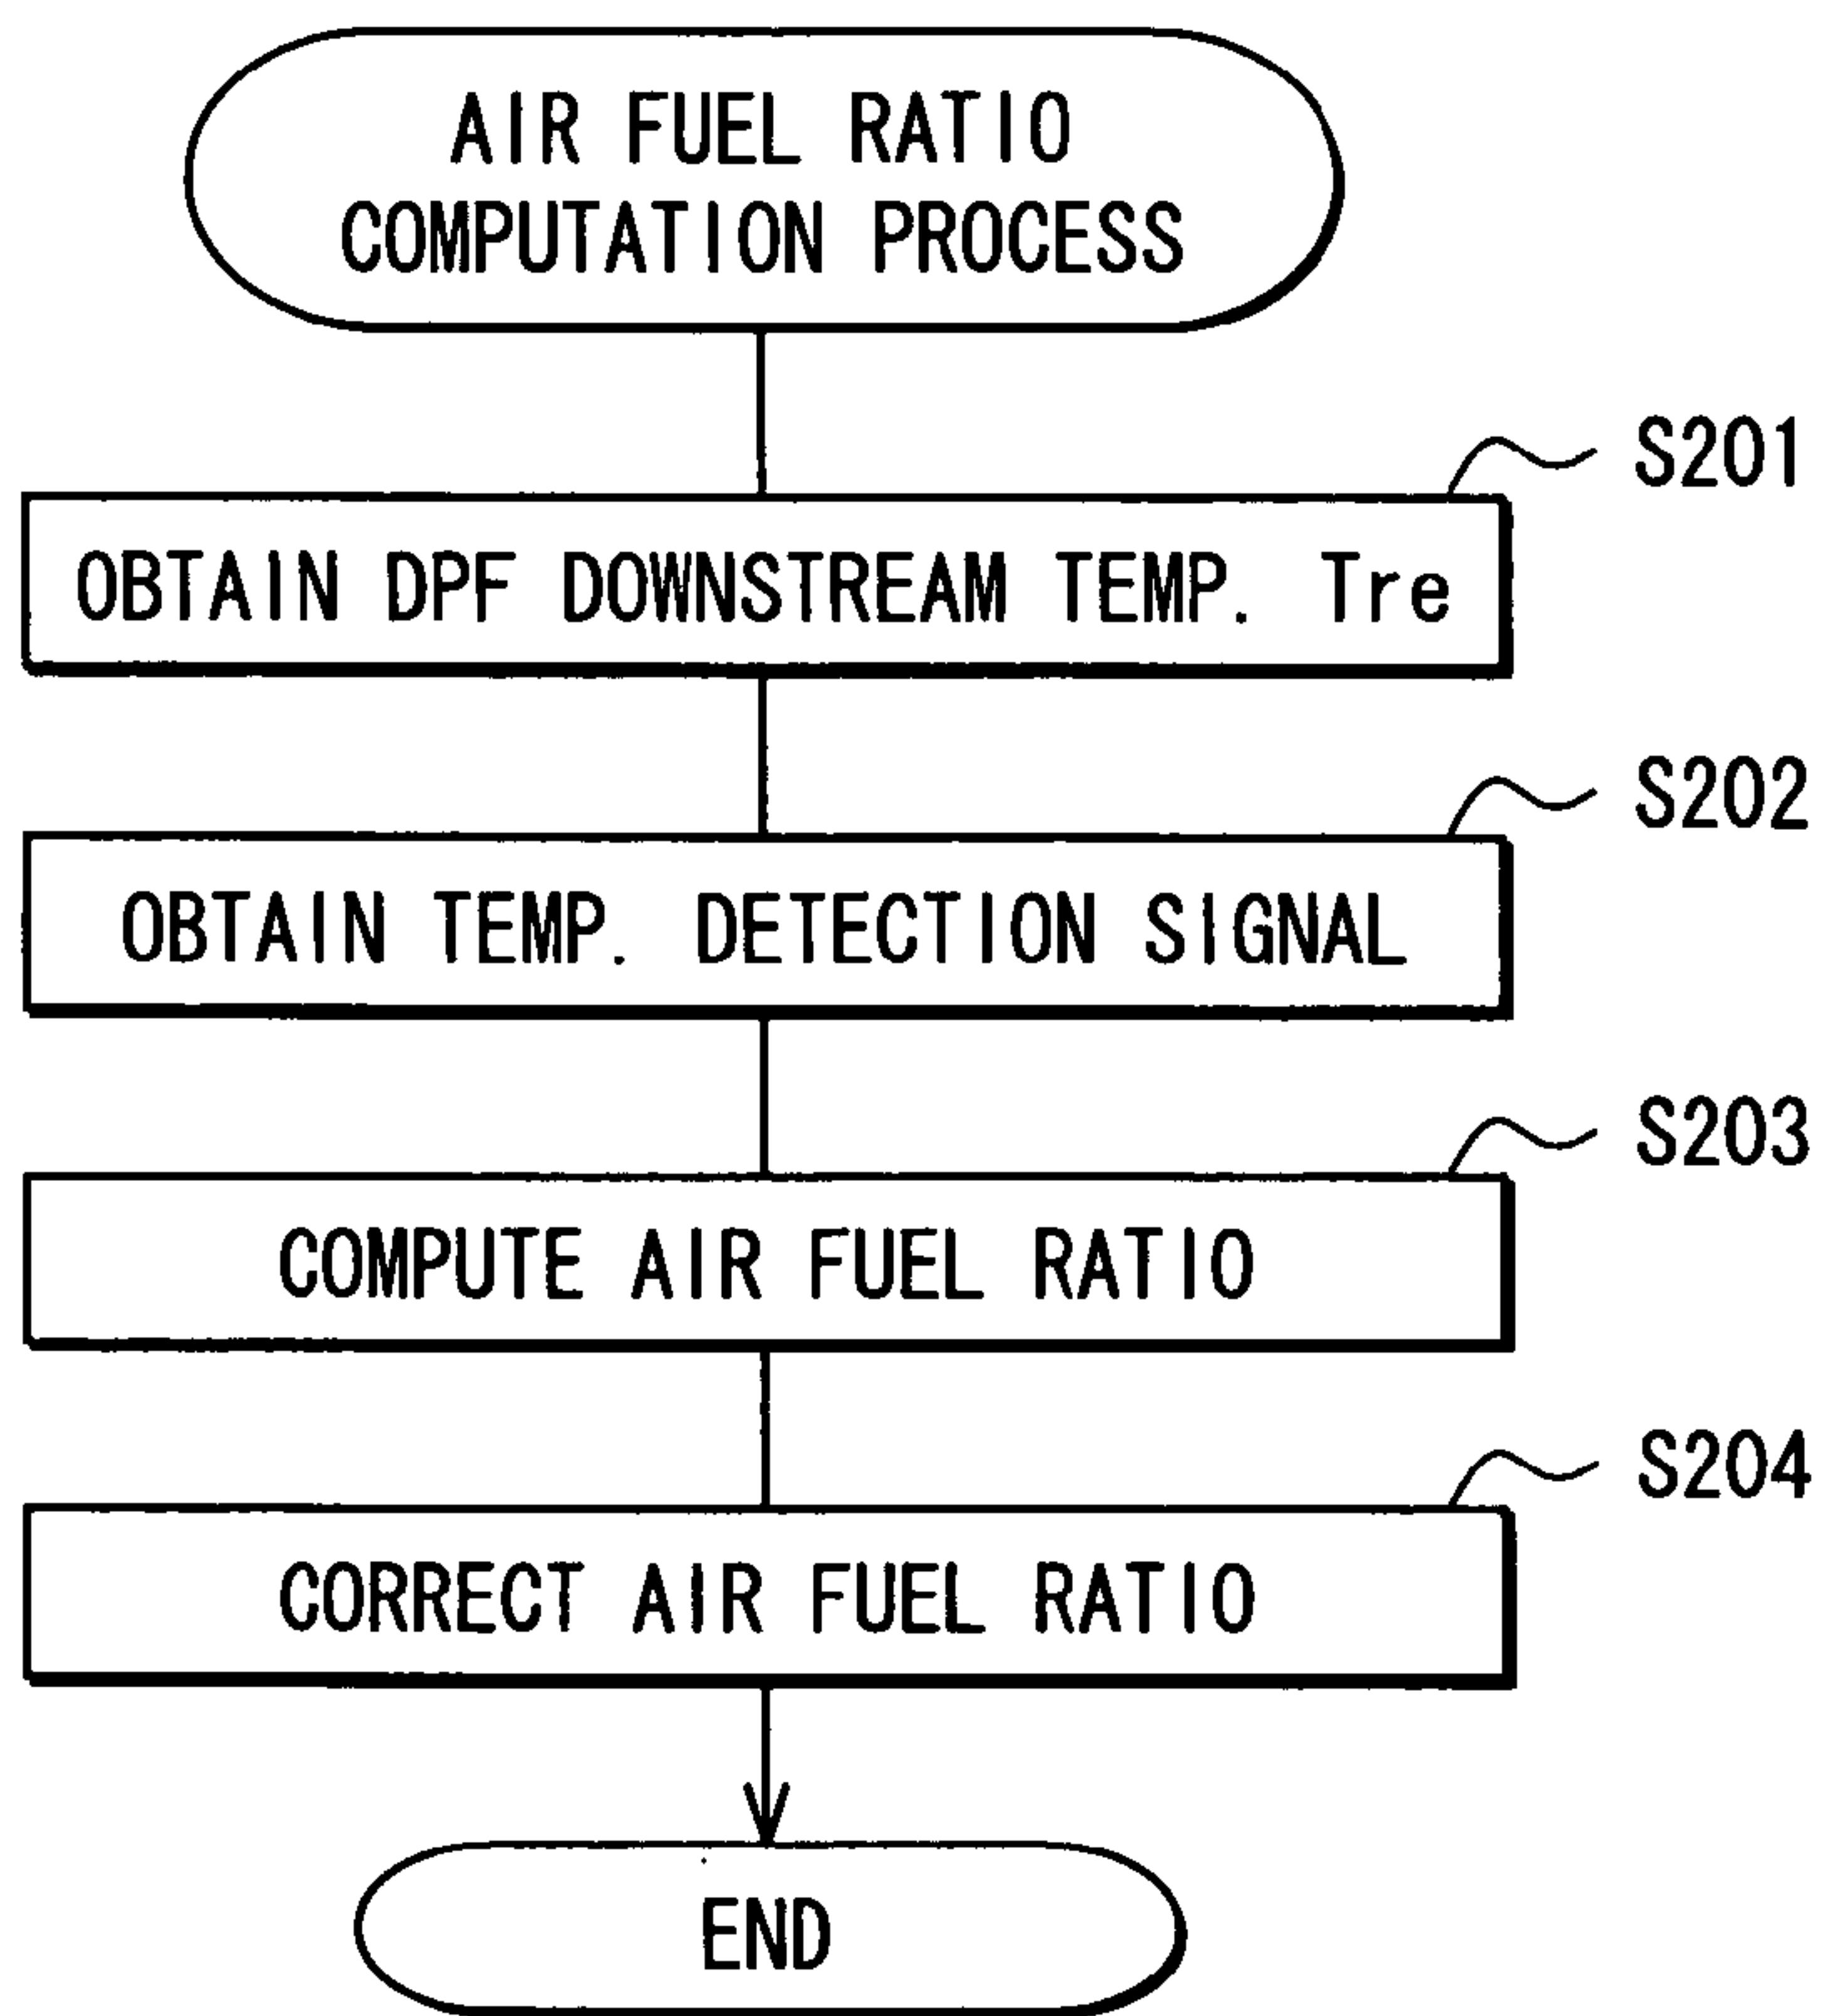 AIR FUEL RATIO
COMPUTATION PROCESS
S201
OBTAIN DPF DOWNSTREAM TEMP. Tre
S202
OBTAIN TEMP. DETECTION SIGNAL
S203
COMPUTE AIR FUEL RATIO
S204
CORRECT AIR FUEL RATIO
END